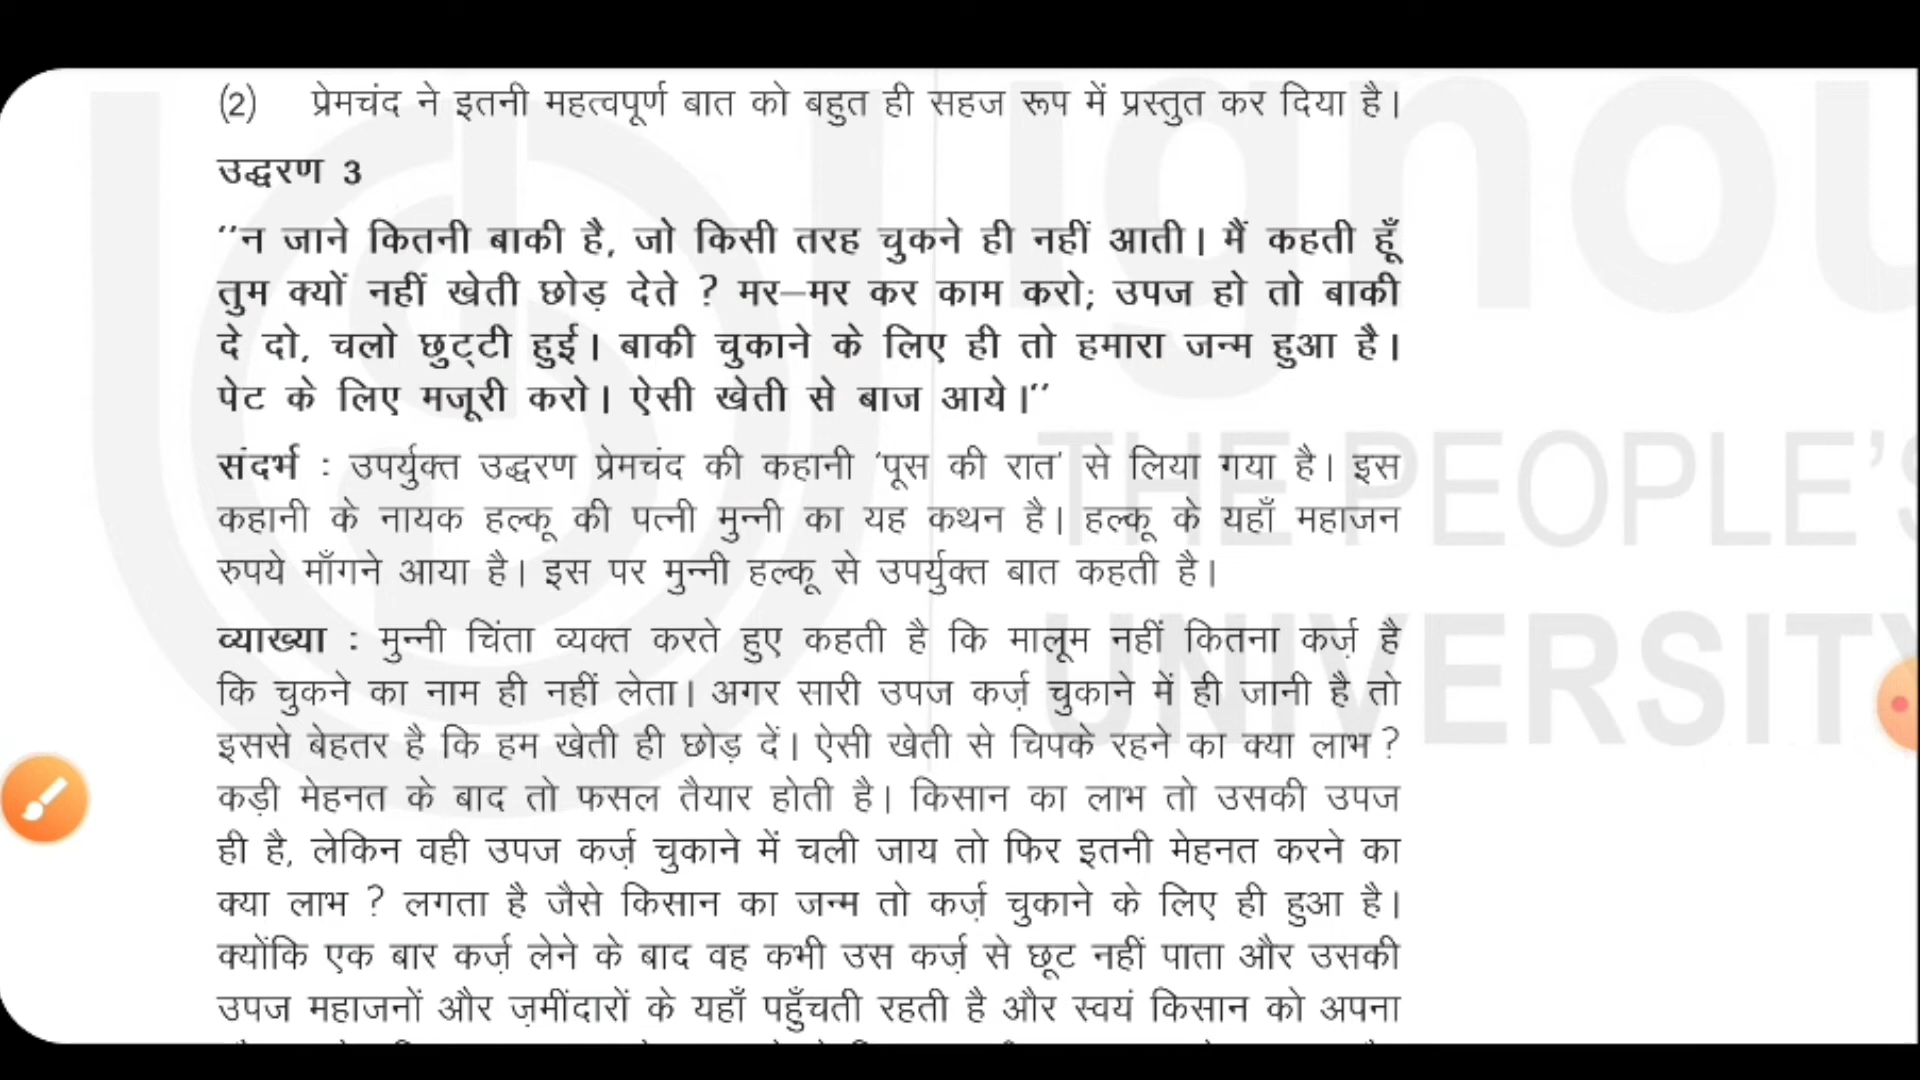 (2) प्रेमचंद ने इतनी महत्वपूर्ण बात को बहुत ही सहज रूप में प्रस्तुत कर दिया है।
उद्धरण 3
‘‘न जाने कितनी बाकी है, जो किसी तरह चुकने ही नहीं आती। मैं कहती हूँ
तुम क्यों नहीं खेती छोड़ देते ? मर–मर कर काम करो; उपज हो तो बाकी
दे दो, चलो छुट्टी हुई। बाकी चुकाने के लिए ही तो हमारा जन्म हुआ है।
पेट के लिए मजूरी करो। ऐसी खेती से बाज आये।’’
संदर्भ : उपर्युक्त उद्धरण प्रेमचंद की कहानी ‘पूस की रात’ से लिया गया है। इस
कहानी के नायक हल्कू की पत्नी मुन्नी का यह कथन है। हल्कू के यहाँ महाजन
रुपये माँगने आया है। इस पर मुन्नी हल्कू से उपर्युक्त बात कहती है।
व्याख्या : मुन्नी चिंता व्यक्त करते हुए कहती है कि मालूम नहीं कितना कर्ज़ है
कि चुकने का नाम ही नहीं लेता। अगर सारी उपज कर्ज़ चुकाने में ही जानी है तो
इससे बेहतर है कि हम खेती ही छोड़ दें। ऐसी खेती से चिपके रहने का क्या लाभ ?
कड़ी मेहनत के बाद तो फसल तैयार होती है। किसान का लाभ तो उसकी उपज
ही है, लेकिन वही उपज कर्ज़ चुकाने में चली जाय तो फिर इतनी मेहनत करने का
क्या लाभ ? लगता है जैसे किसान का जन्म तो कर्ज़ चुकाने के लिए ही हुआ है।
क्योंकि एक बार कर्ज़ लेने के बाद वह कभी उस कर्ज़ से छूट नहीं पाता और उसकी
उपज महाजनों और ज़मींदारों के यहाँ पहुँचती रहती है और स्वयं किसान को अपना
ignou
THE PEOPLE’S
UNIVERSITY